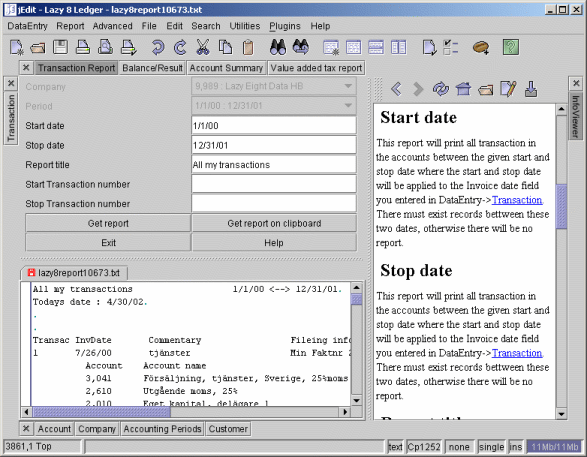 jEdit - Lazy 8 Ledger - lazy8report10673.txt
DataEntry Report Advanced File Edit Search Utilities Plugins Help
Transaction Report Balance/Result Account Summary Value added tax report
Transaction
Company 9,989 : Lazy Eight Data HB
Period 1/1/00 : 12/31/01
Start date 1/1/00
Stop date 12/31/01
Report title All my transactions
Start Transaction number
Stop Transaction number
Get report Get report on clipboard
Exit Help
lazy8report10673.txt
All my transactions 1/1/00 <--> 12/31/01.
Todays date : 4/30/02.
.
.
Transac InvDate Commentary Fileing info
1 7/26/00 tjänster Min Faktnr
Account Account name
3,041 Försäljning, tjänster, Sverige, 25%moms
2,610 Utgående moms, 25%
2,010 Eget kapital, delägare 1
Account Company Accounting Periods Customer
InfoViewer
Start date
This report will print all transaction in
the accounts between the given start and
stop date where the start and stop date
will be applied to the Invoice date field
you entered in DataEntry->Transaction.
There must exist records bettween these
two dates, otherwise there will be no
report.
Stop date
This report will print all transaction in
the accounts between the given start and
stop date where the start and stop date
will be applied to the Invoice date field
you entered in DataEntry->Transaction.
There must exist records bettween these
two dates, otherwise there will be no
report.
3861,1 Top text Cp1252 none single ins 11Mb/11Mb